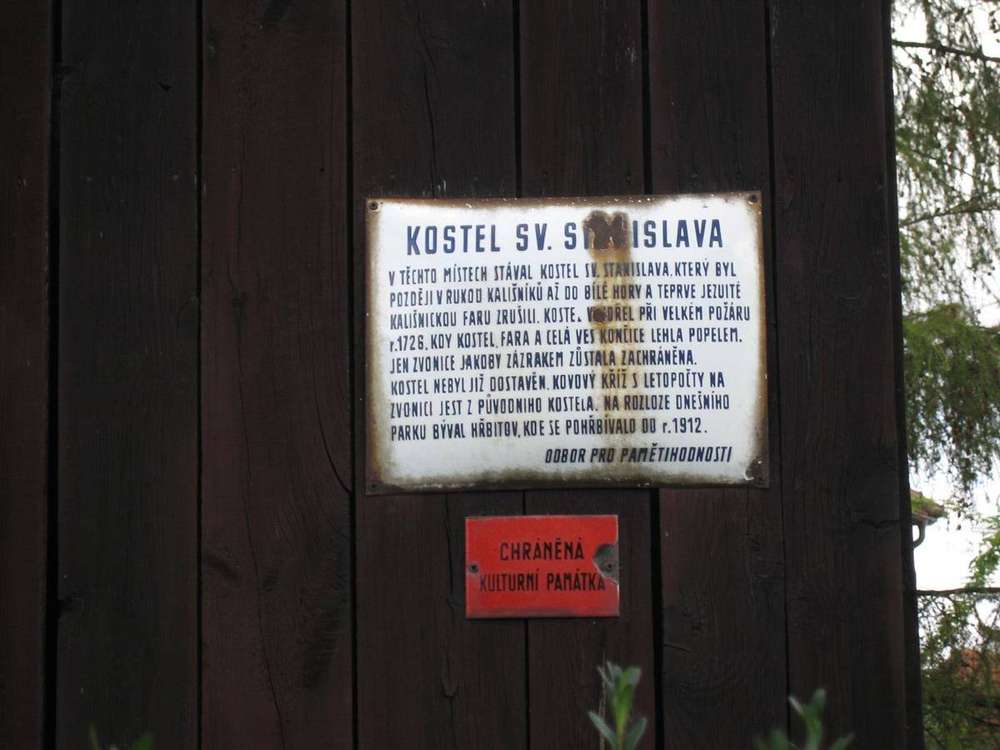 KOSTEL SV. STANISLAVA
V TĚCHTO MÍSTECH STÁVAL KOSTEL SV. STANISLAVA, KTERÝ BYL
POZDĚJI V RUKOU KALIŠNÍKŮ AŽ DO BÍLÉ HORY A TEPRVE JEZUITÉ
KALIŠNICKOU FARU ZRUŠILI. KOSTEL VYHOŘEL PŘI VELKÉM POŽÁRU
r. 1726, KDY KOSTEL, FARA A CELÁ VES KONČICE LEHLA POPELEM.
JEN ZVONICE JAKOBY ZÁZRAKEM ZŮSTALA ZACHRÁNĚNA.
KOSTEL NEBYL JIŽ DOSTAVĚN. KOVOVÝ KŘÍŽ S LETOPOČTY NA
ZVONICI JEST Z PŮVODNÍHO KOSTELA. NA ROZLOZE DNEŠNÍHO
PARKU BÝVAL HŘBITOV, KDE SE POHŘBÍVALO DO r. 1912.
ODBOR PRO PAMĚTIHODNOSTI
CHRÁNĚNÁ
KULTURNÍ PAMÁTKA